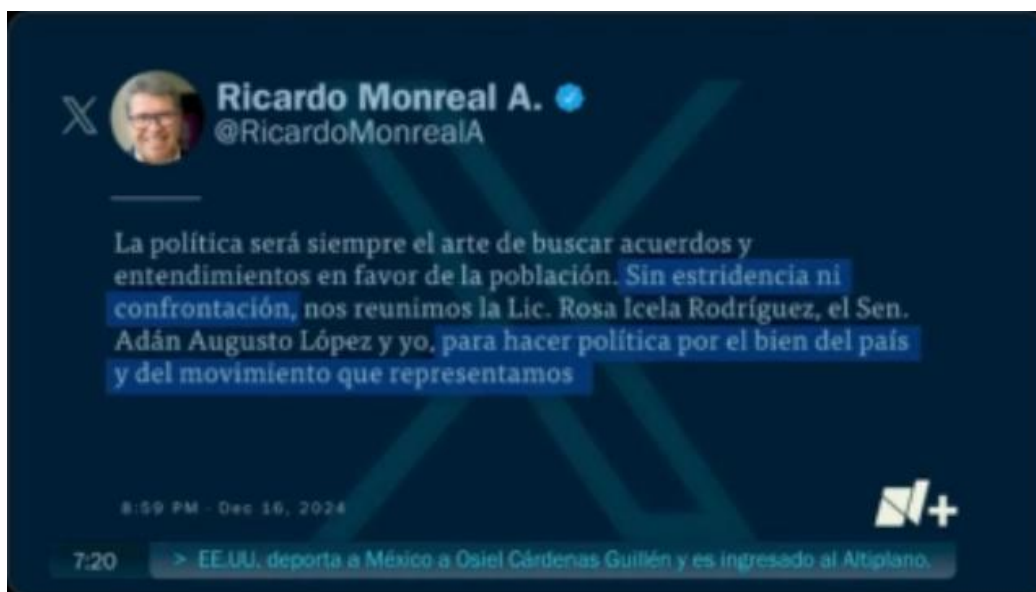 Ricardo Monreal A.
@RicardoMonrealA
La política será siempre el arte de buscar acuerdos y
entendimientos en favor de la población. Sin estridencia ni
confrontación, nos reunimos la Lic. Rosa Icela Rodríguez, el Sen.
Adán Augusto López y yo, para hacer política por el bien del país
y del movimiento que representamos
8:59 PM · Dec 16, 2024
N+
7:20 > EE.UU. deporta a México a Osiel Cárdenas Guillén y es ingresado al Altiplano.